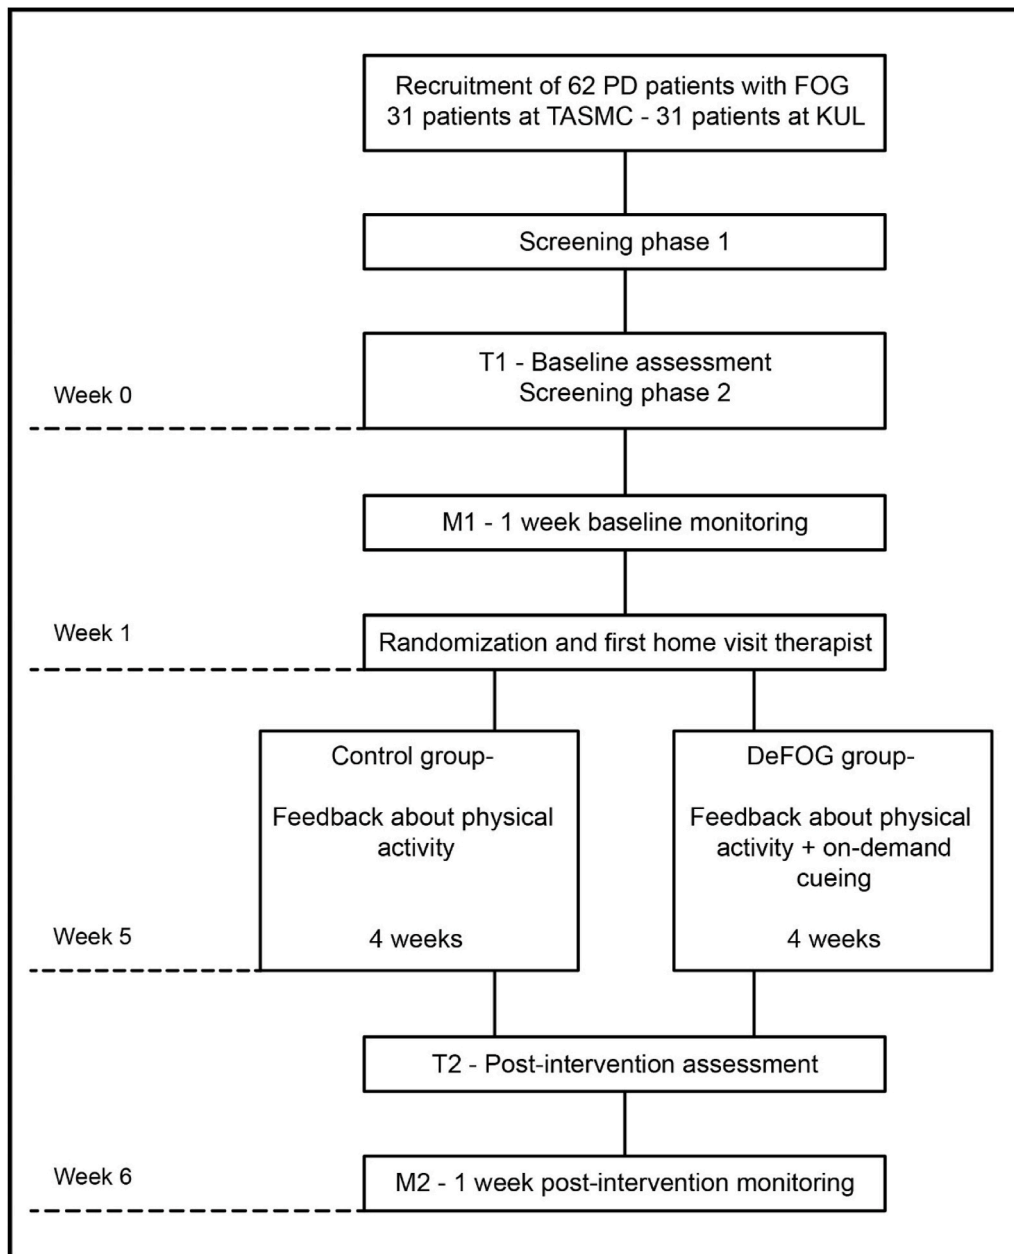 Recruitment of 62 PD patients with FOG
31 patients at TASMC - 31 patients at KUL
Screening phase 1
T1 - Baseline assessment
Screening phase 2
Week 0
M1 - 1 week baseline monitoring
Week 1
Randomization and first home visit therapist
Control group-
Feedback about physical
activity
4 weeks
DeFOG group-
Feedback about physical
activity + on-demand
cueing
4 weeks
Week 5
T2 - Post-intervention assessment
Week 6
M2 - 1 week post-intervention monitoring